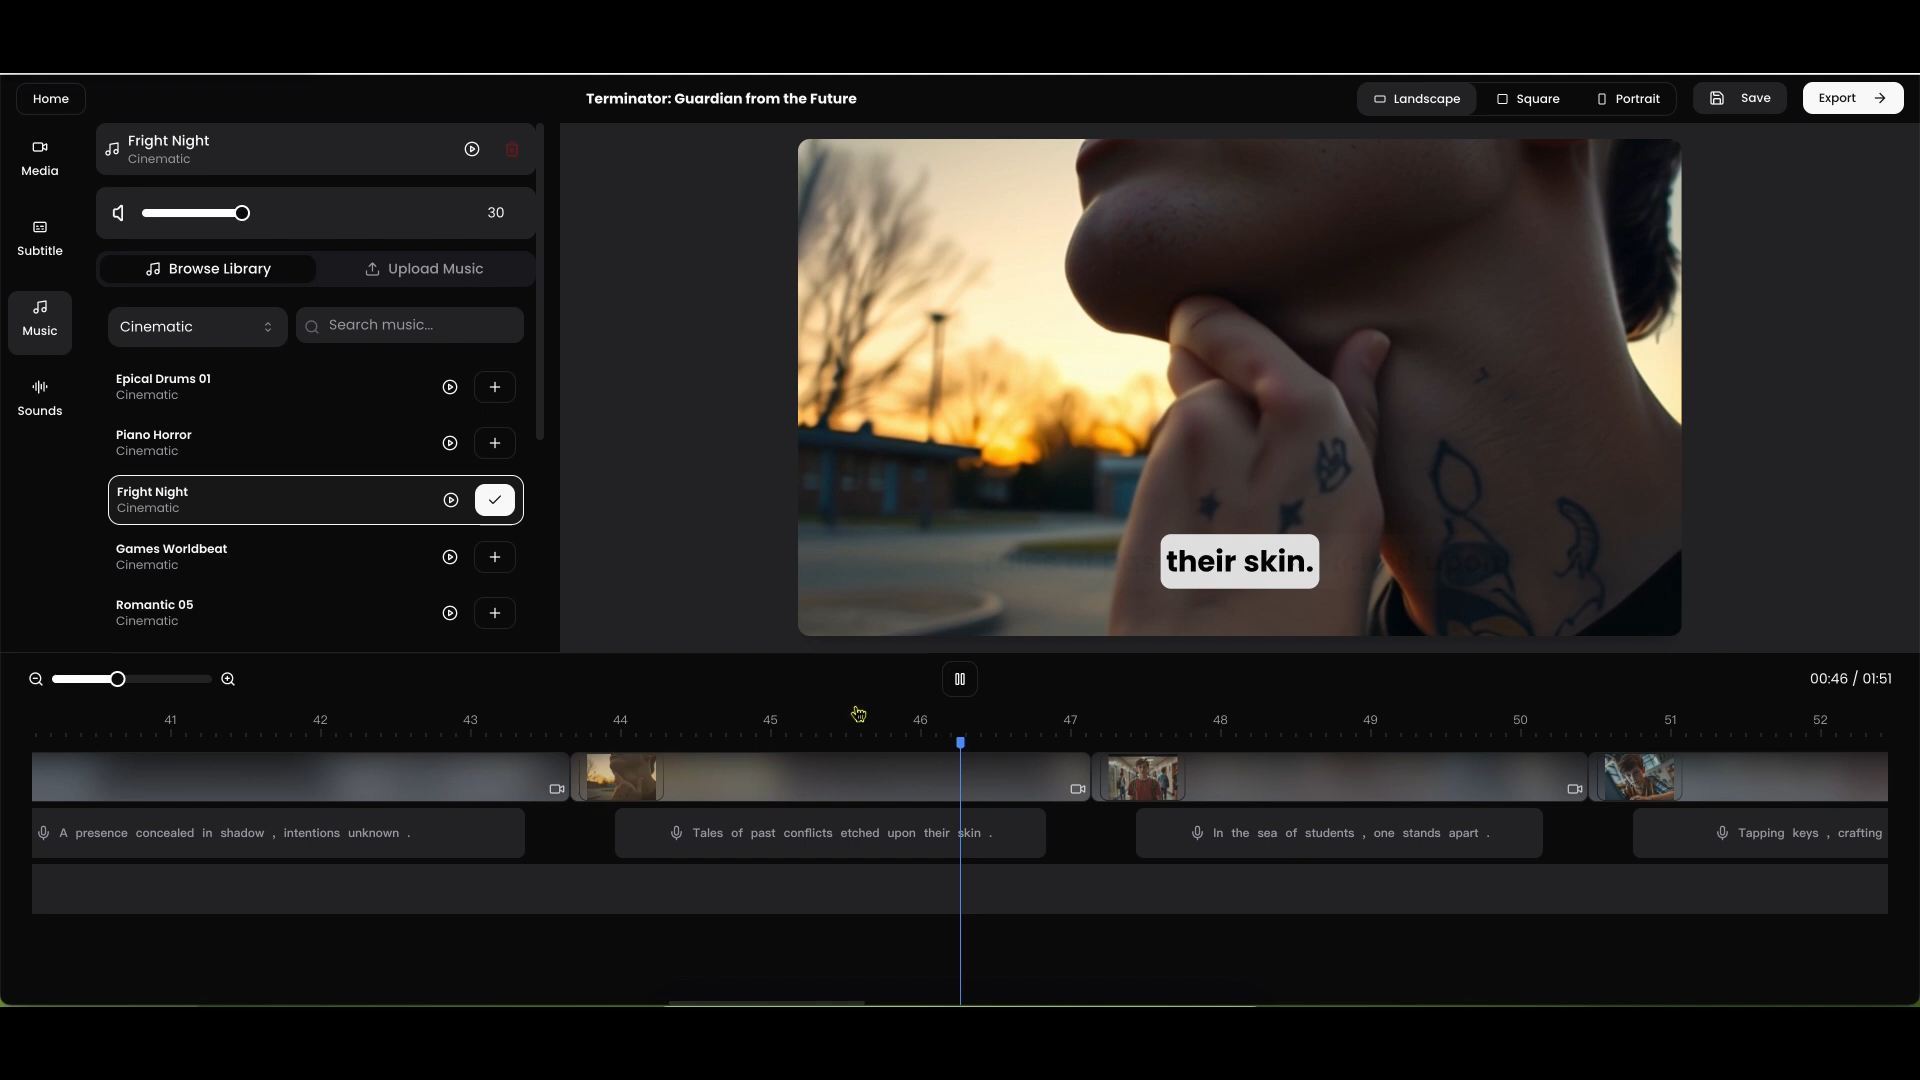 Home
Terminator: Guardian from the Future
Landscape
Square
Portrait
Save
Export
Media
Subtitle
Music
Sounds
Fright Night
Cinematic
30
Browse Library
Upload Music
Cinematic
Search music...
Epical Drums 01
Cinematic
Piano Horror
Cinematic
Fright Night
Cinematic
Games Worldbeat
Cinematic
Romantic 05
Cinematic
their skin.
00:46 / 01:51
41 42 43 44 45 46 47 48 49 50 51 52
A presence concealed in shadow , intentions unknown .
Tales of past conflicts etched upon their skin .
In the sea of students , one stands apart .
Tapping keys , crafting